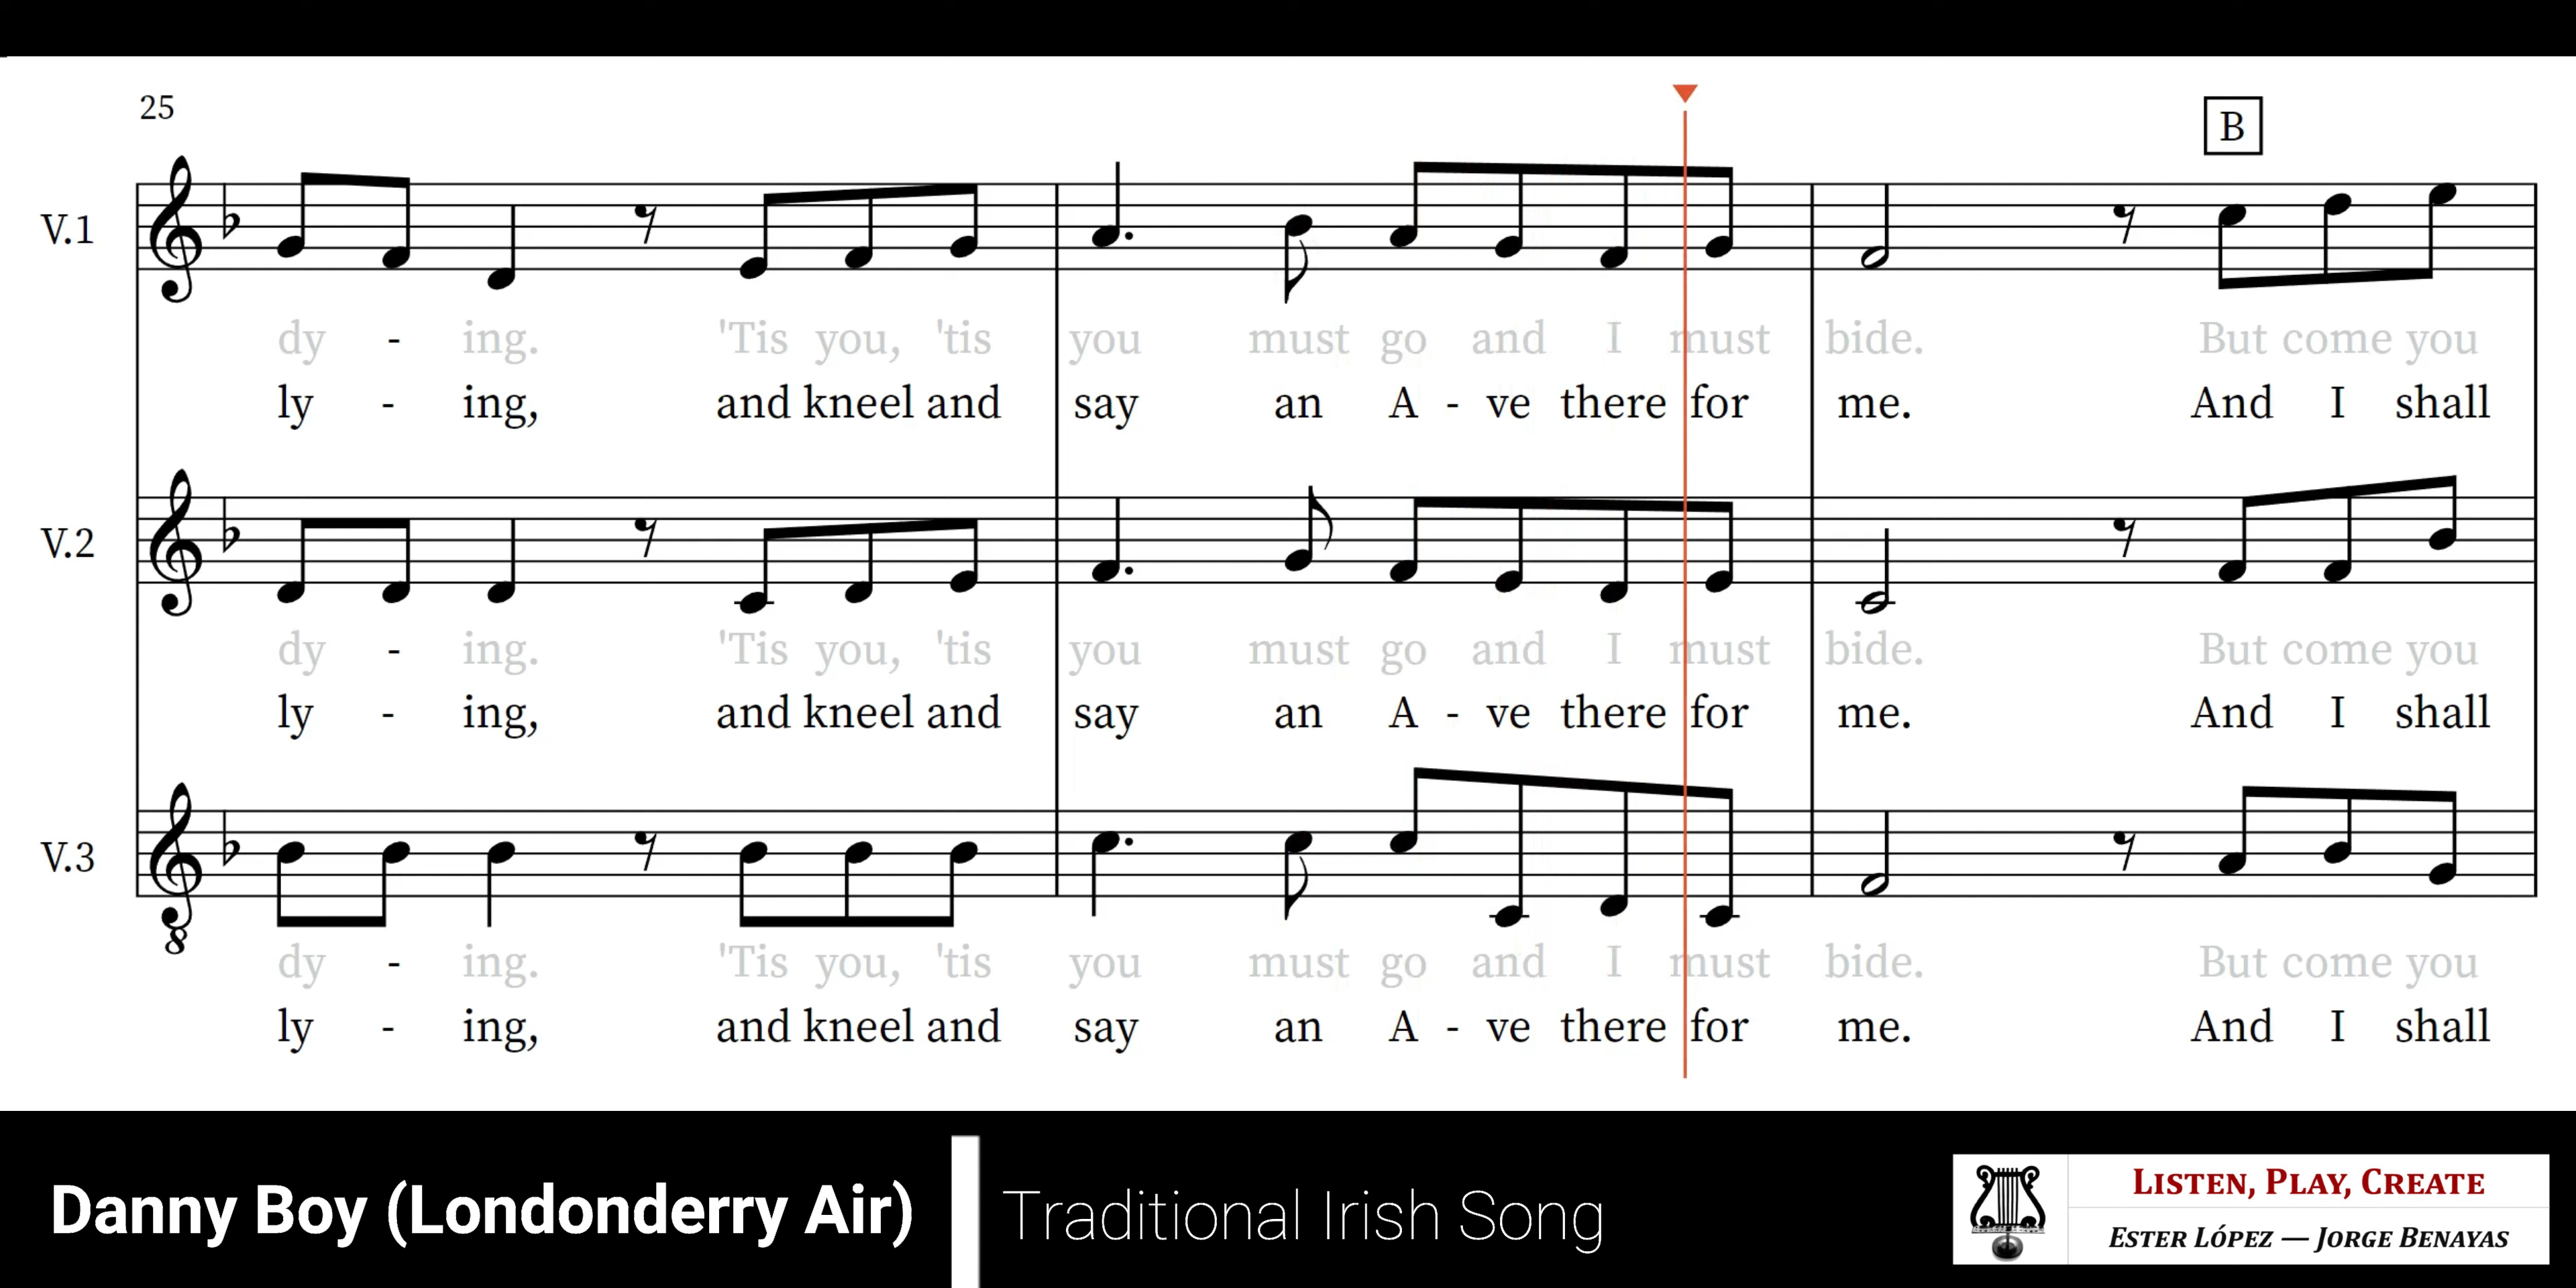 25
B
V.1
dy - ing. 'Tis you, 'tis you must go and I must bide. But come you
ly - ing, and kneel and say an A - ve there for me. And I shall
V.2
dy - ing. 'Tis you, 'tis you must go and I must bide. But come you
ly - ing, and kneel and say an A - ve there for me. And I shall
V.3
8
dy - ing. 'Tis you, 'tis you must go and I must bide. But come you
ly - ing, and kneel and say an A - ve there for me. And I shall
Danny Boy (Londonderry Air) Traditional Irish Song
LISTEN, PLAY, CREATE
ESTER LÓPEZ — JORGE BENAYAS